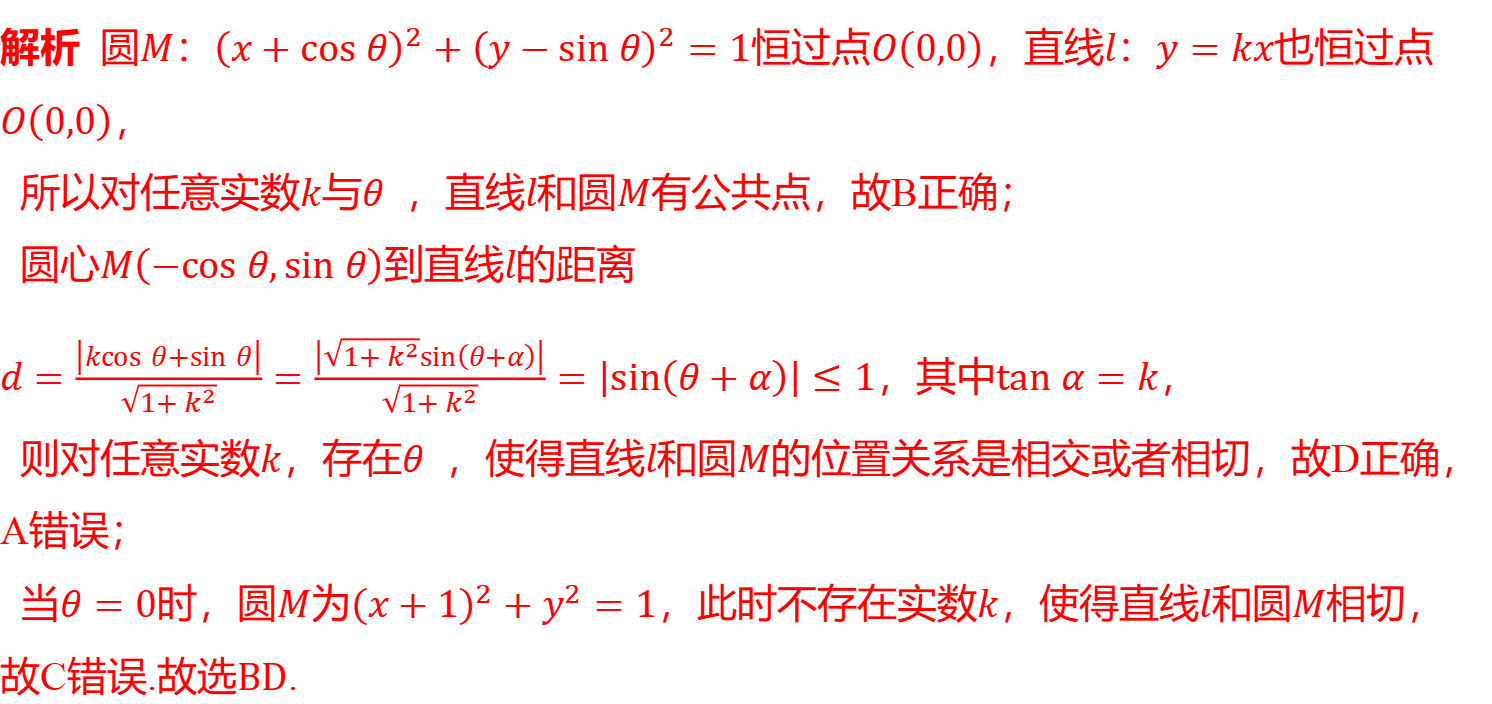 解析 圆M：(x + cos θ)² + (y − sin θ)² = 1恒过点O(0,0)，直线l：y = kx也恒过点
O(0,0)，
所以对任意实数k与θ ，直线l和圆M有公共点，故B正确；
圆心M(−cos θ, sin θ)到直线l的距离
d = |kcos θ+sin θ|/√(1+ k²) = |√(1+ k²)sin(θ+α)|/√(1+ k²) = |sin(θ + α)| ≤ 1，其中tan α = k，
则对任意实数k，存在θ ，使得直线l和圆M的位置关系是相交或者相切，故D正确，
A错误；
当θ = 0时，圆M为(x + 1)² + y² = 1，此时不存在实数k，使得直线l和圆M相切，
故C错误.故选BD.